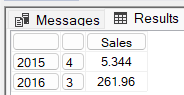 Messages Results
Sales
2015 4 5.344
2016 3 261.96